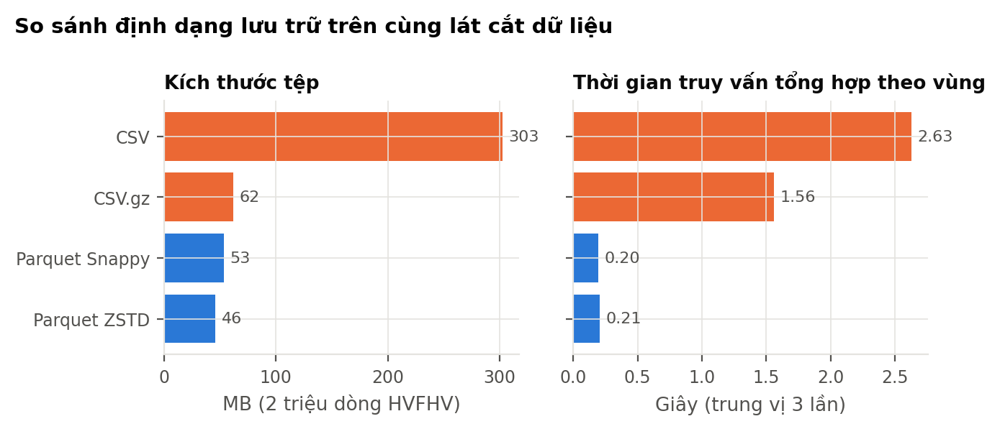 So sánh định dạng lưu trữ trên cùng lát cắt dữ liệu
Kích thước tệp
CSV
303
CSV.gz
62
Parquet Snappy
53
Parquet ZSTD
46
0
100
200
300
MB (2 triệu dòng HVFHV)
Thời gian truy vấn tổng hợp theo vùng
2.63
1.56
0.20
0.21
0.0
0.5
1.0
1.5
2.0
2.5
Giây (trung vị 3 lần)